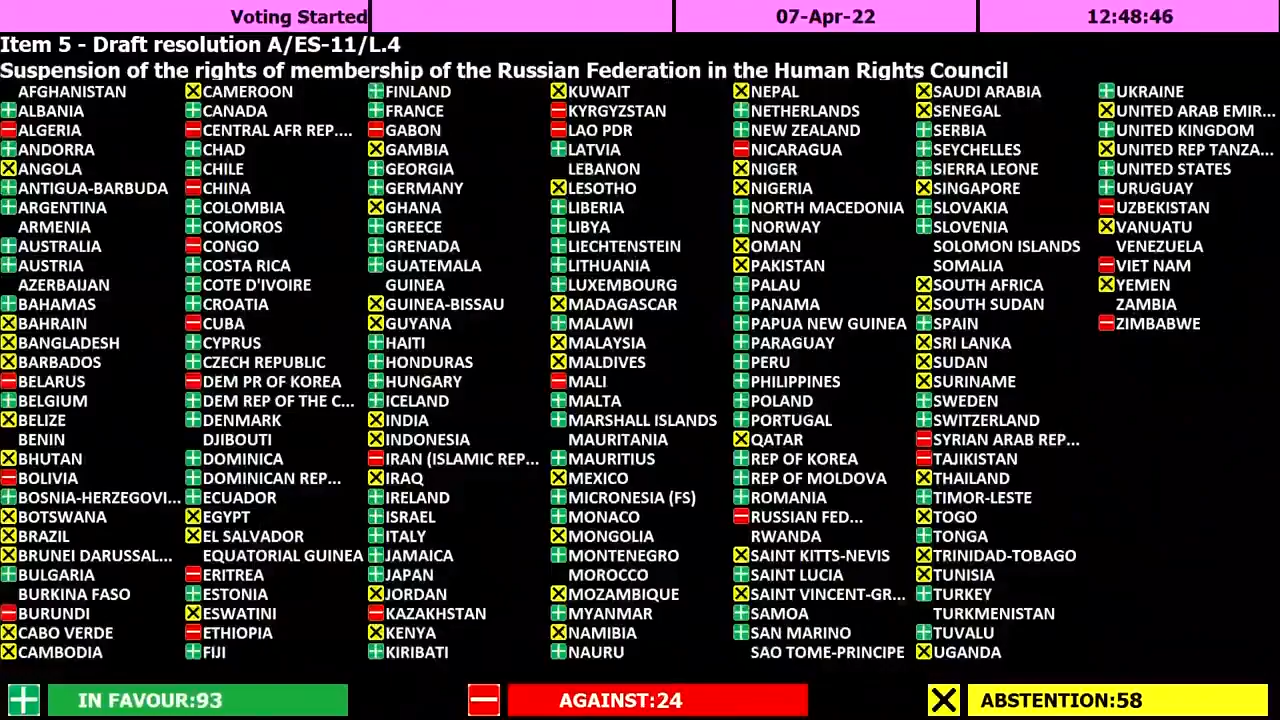 Voting Started 07-Apr-22 12:48:46
Item 5 - Draft resolution A/ES-11/L.4
Suspension of the rights of membership of the Russian Federation in the Human Rights Council
AFGHANISTAN
ALBANIA
ALGERIA
ANDORRA
ANGOLA
ANTIGUA-BARBUDA
ARGENTINA
ARMENIA
AUSTRALIA
AUSTRIA
AZERBAIJAN
BAHAMAS
BAHRAIN
BANGLADESH
BARBADOS
BELARUS
BELGIUM
BELIZE
BENIN
BHUTAN
BOLIVIA
BOSNIA-HERZEGOVI...
BOTSWANA
BRAZIL
BRUNEI DARUSSAL...
BULGARIA
BURKINA FASO
BURUNDI
CABO VERDE
CAMBODIA
CAMEROON
CANADA
CENTRAL AFR REP....
CHAD
CHILE
CHINA
COLOMBIA
COMOROS
CONGO
COSTA RICA
COTE D'IVOIRE
CROATIA
CUBA
CYPRUS
CZECH REPUBLIC
DEM PR OF KOREA
DEM REP OF THE C...
DENMARK
DJIBOUTI
DOMINICA
DOMINICAN REP...
ECUADOR
EGYPT
EL SALVADOR
EQUATORIAL GUINEA
ERITREA
ESTONIA
ESWATINI
ETHIOPIA
FIJI
FINLAND
FRANCE
GABON
GAMBIA
GEORGIA
GERMANY
GHANA
GREECE
GRENADA
GUATEMALA
GUINEA
GUINEA-BISSAU
GUYANA
HAITI
HONDURAS
HUNGARY
ICELAND
INDIA
INDONESIA
IRAN (ISLAMIC REP...
IRAQ
IRELAND
ISRAEL
ITALY
JAMAICA
JAPAN
JORDAN
KAZAKHSTAN
KENYA
KIRIBATI
KUWAIT
KYRGYZSTAN
LAO PDR
LATVIA
LEBANON
LESOTHO
LIBERIA
LIBYA
LIECHTENSTEIN
LITHUANIA
LUXEMBOURG
MADAGASCAR
MALAWI
MALAYSIA
MALDIVES
MALI
MALTA
MARSHALL ISLANDS
MAURITANIA
MAURITIUS
MEXICO
MICRONESIA (FS)
MONACO
MONGOLIA
MONTENEGRO
MOROCCO
MOZAMBIQUE
MYANMAR
NAMIBIA
NAURU
NEPAL
NETHERLANDS
NEW ZEALAND
NICARAGUA
NIGER
NIGERIA
NORTH MACEDONIA
NORWAY
OMAN
PAKISTAN
PALAU
PANAMA
PAPUA NEW GUINEA
PARAGUAY
PERU
PHILIPPINES
POLAND
PORTUGAL
QATAR
REP OF KOREA
REP OF MOLDOVA
ROMANIA
RUSSIAN FED...
RWANDA
SAINT KITTS-NEVIS
SAINT LUCIA
SAINT VINCENT-GR...
SAMOA
SAN MARINO
SAO TOME-PRINCIPE
SAUDI ARABIA
SENEGAL
SERBIA
SEYCHELLES
SIERRA LEONE
SINGAPORE
SLOVAKIA
SLOVENIA
SOLOMON ISLANDS
SOMALIA
SOUTH AFRICA
SOUTH SUDAN
SPAIN
SRI LANKA
SUDAN
SURINAME
SWEDEN
SWITZERLAND
SYRIAN ARAB REP...
TAJIKISTAN
THAILAND
TIMOR-LESTE
TOGO
TONGA
TRINIDAD-TOBAGO
TUNISIA
TURKEY
TURKMENISTAN
TUVALU
UGANDA
UKRAINE
UNITED ARAB EMIR...
UNITED KINGDOM
UNITED REP TANZA...
UNITED STATES
URUGUAY
UZBEKISTAN
VANUATU
VENEZUELA
VIET NAM
YEMEN
ZAMBIA
ZIMBABWE
IN FAVOUR:93 AGAINST:24 ABSTENTION:58